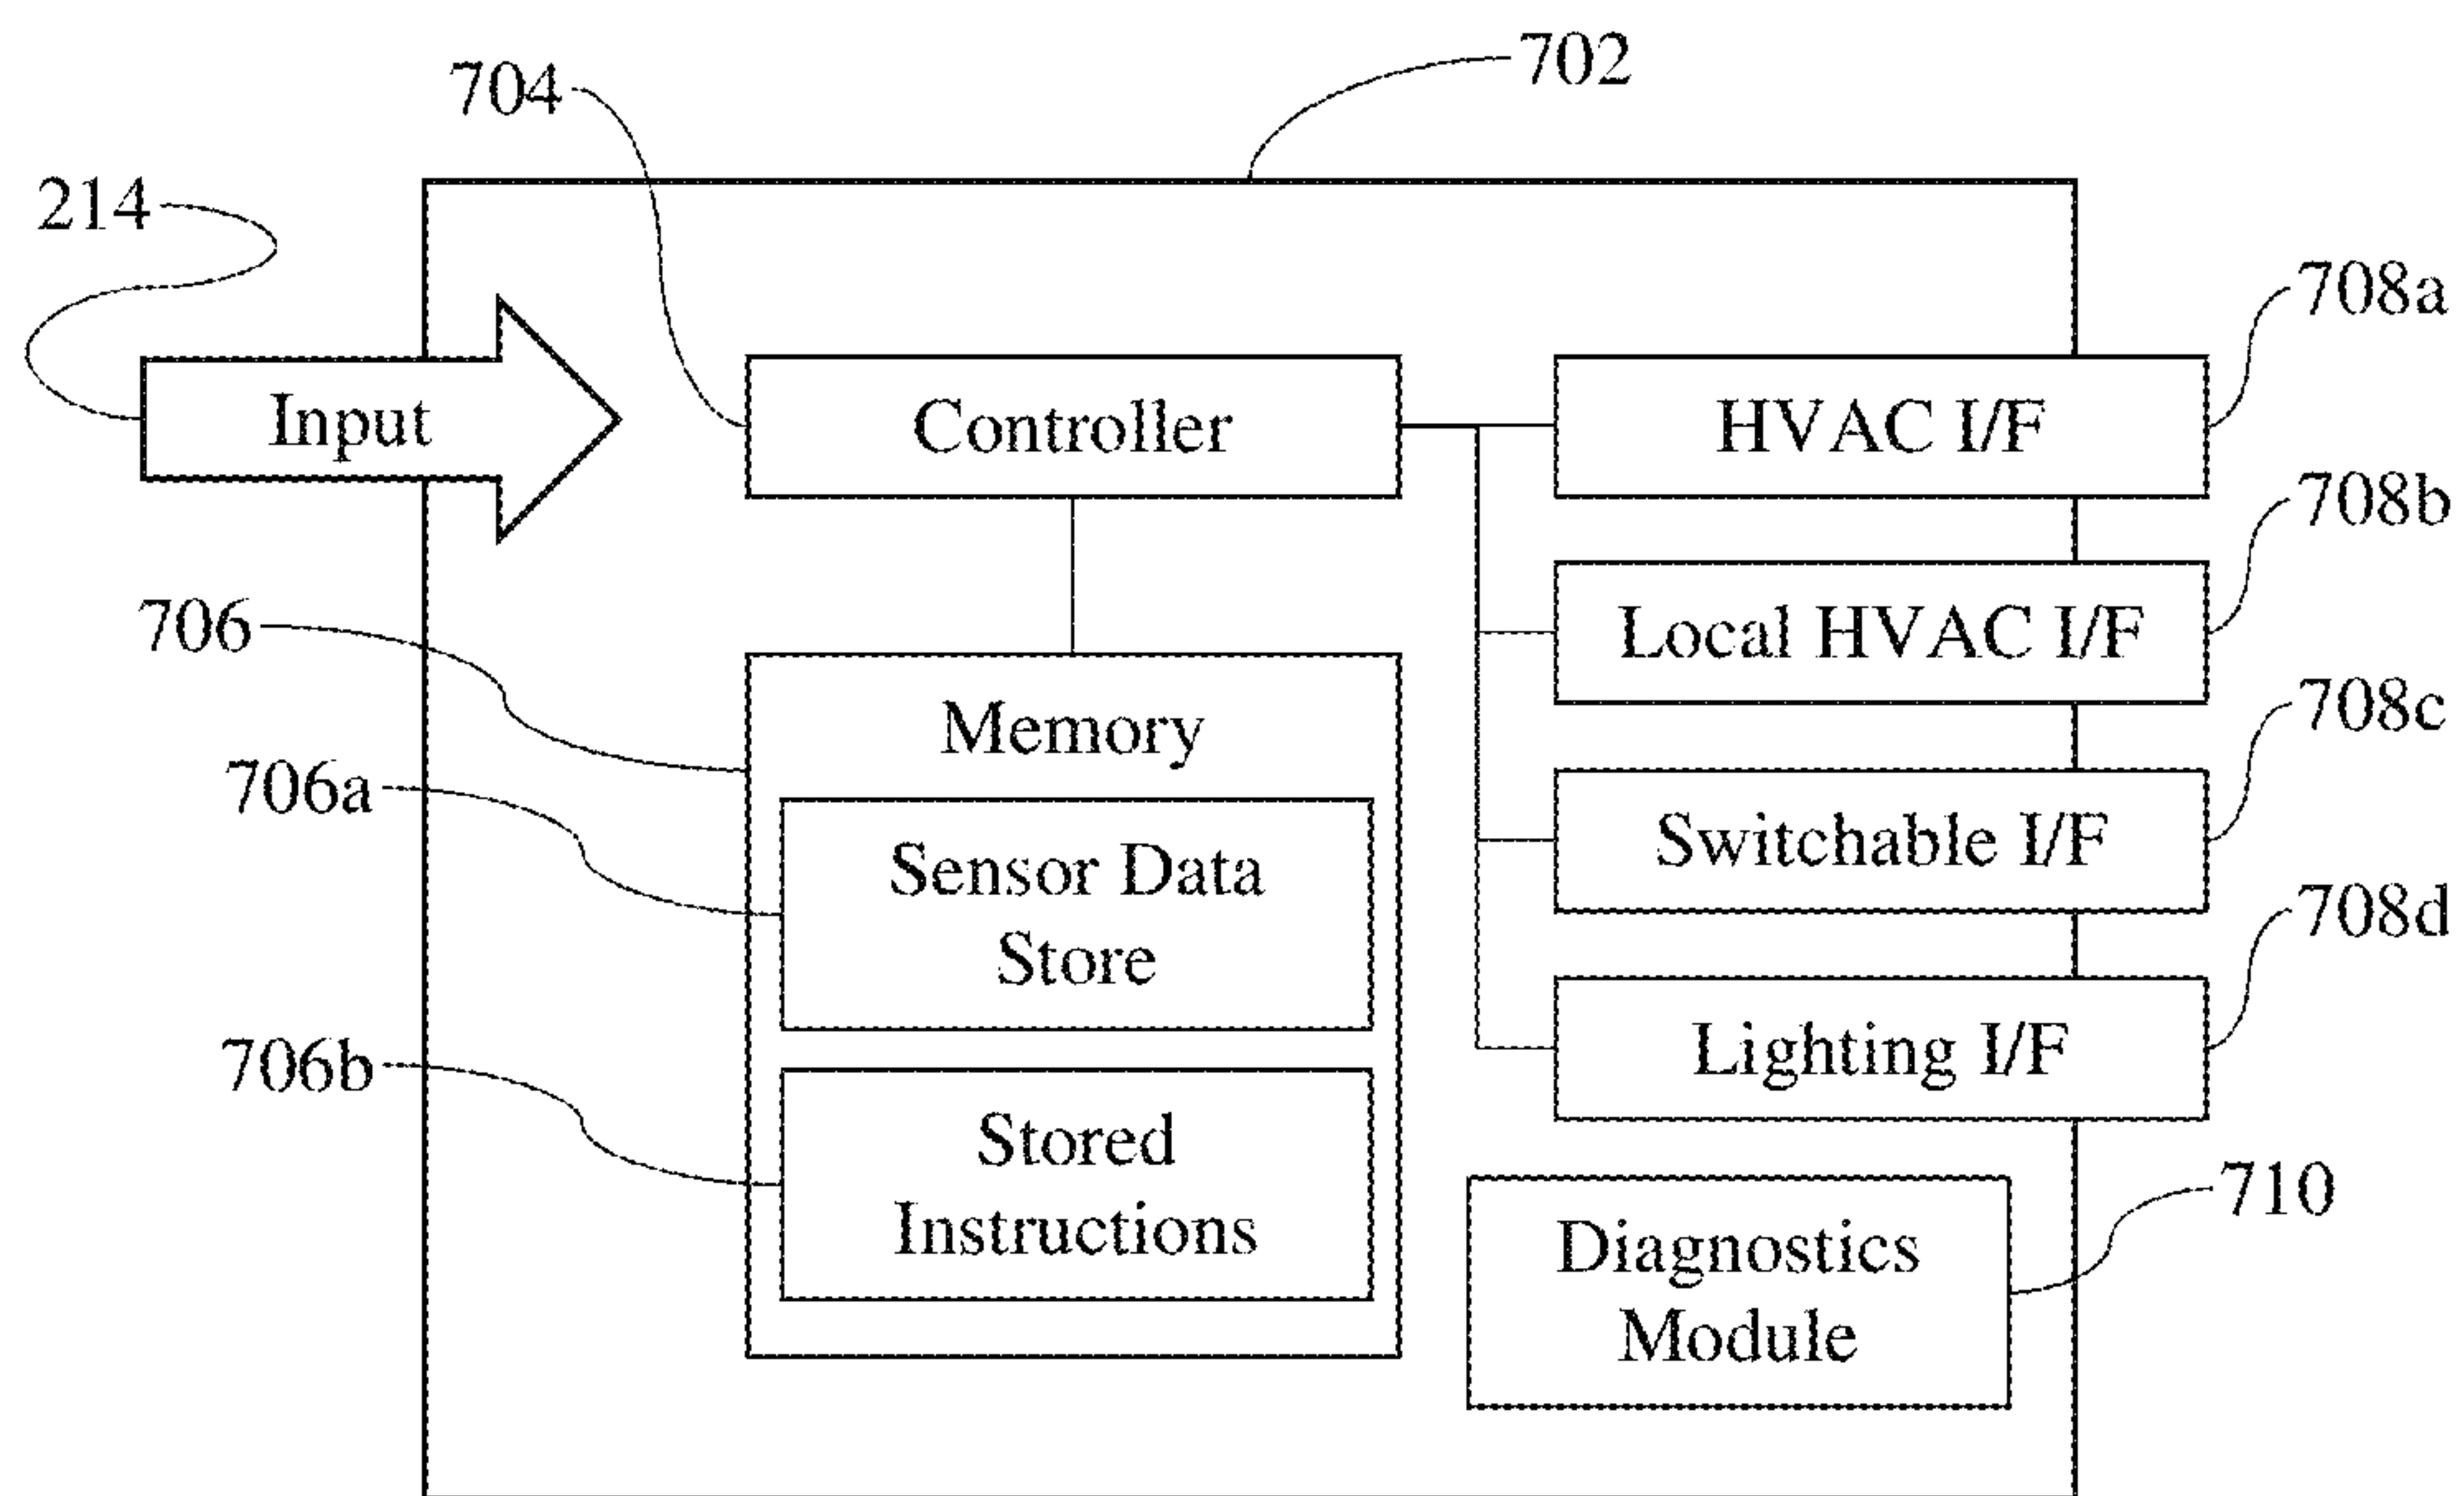 702
704
214
708a
Input
Controller
HVAC I/F
708b
706
Local HVAC I/F
Memory
708c
706a
Sensor Data
Store
Switchable I/F
708d
706b
Stored
Instructions
Lighting I/F
710
Diagnostics
Module